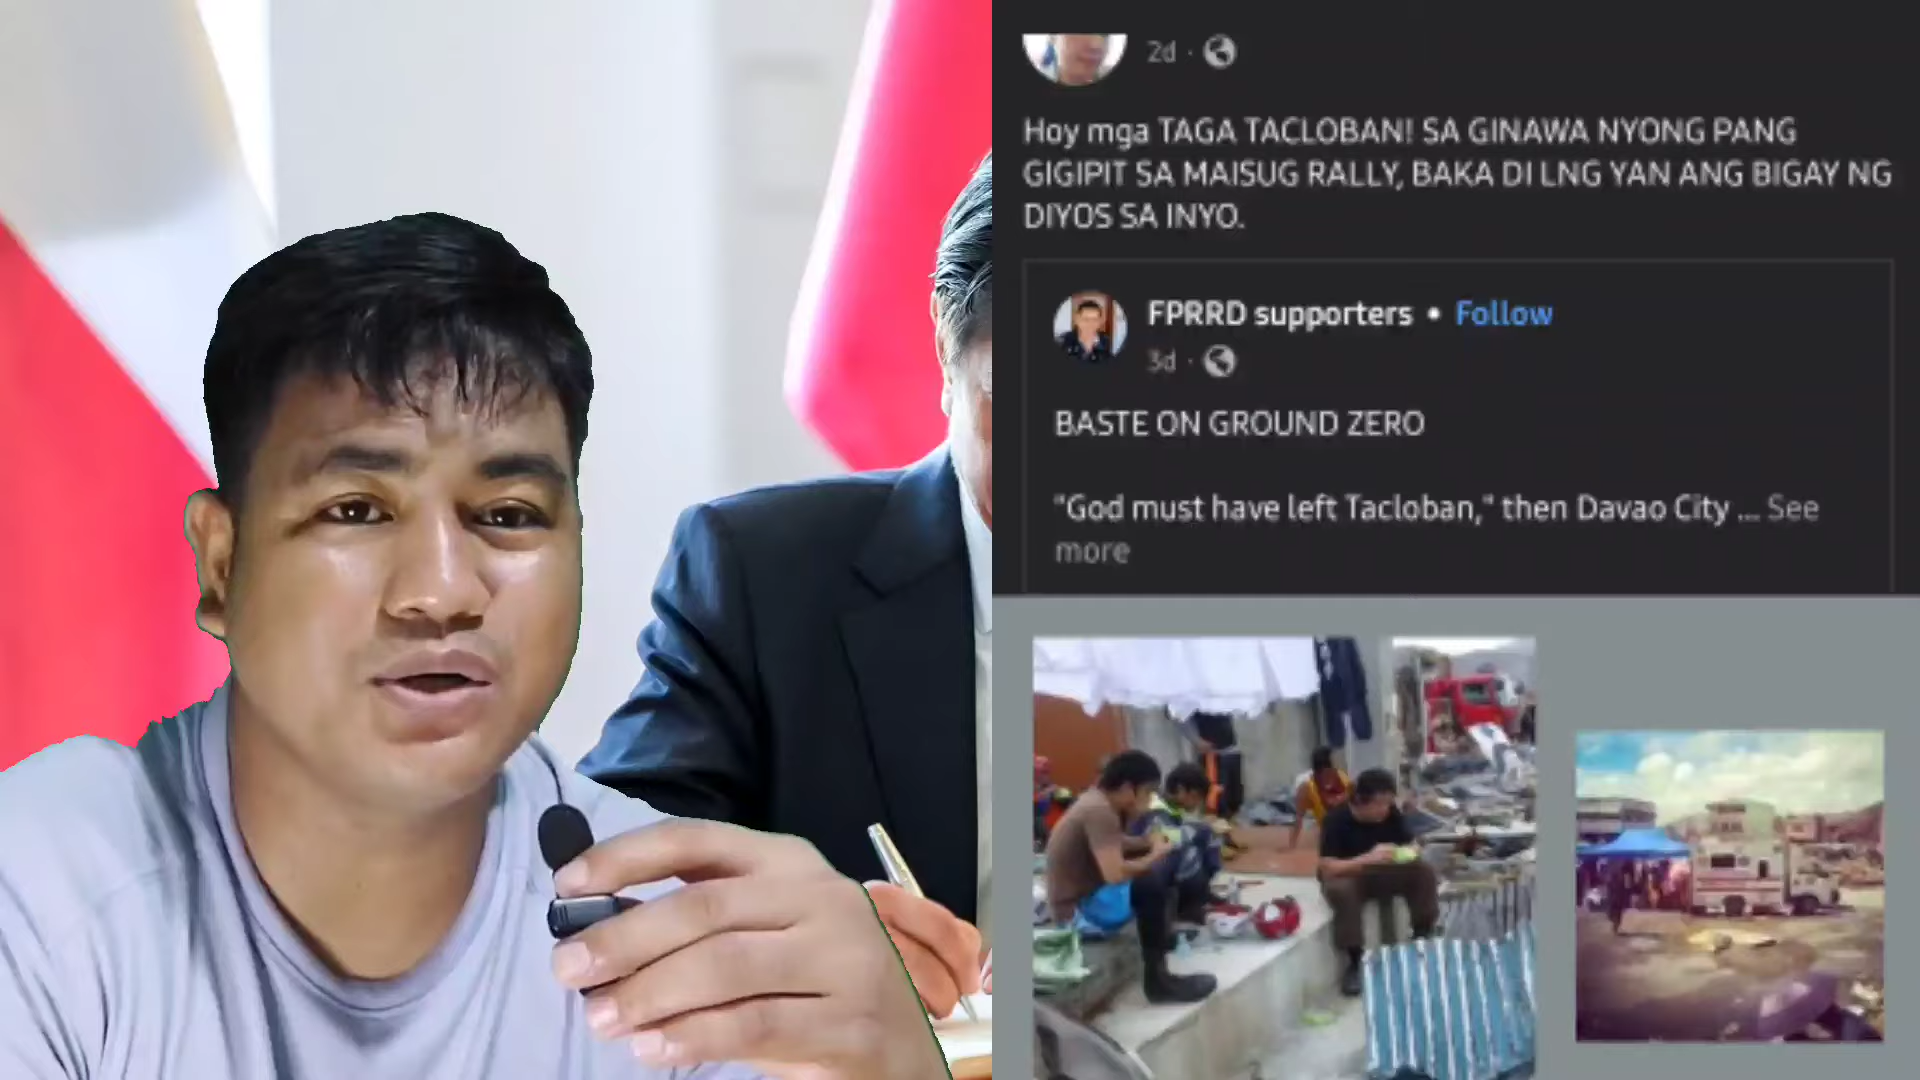 2d ·
Hoy mga TAGA TACLOBAN! SA GINAWA NYONG PANG
GIGIPIT SA MAISUG RALLY, BAKA DI LNG YAN ANG BIGAY NG
DIYOS SA INYO.
FPRRD supporters • Follow
3d ·
BASTE ON GROUND ZERO
"God must have left Tacloban," then Davao City ... See
more